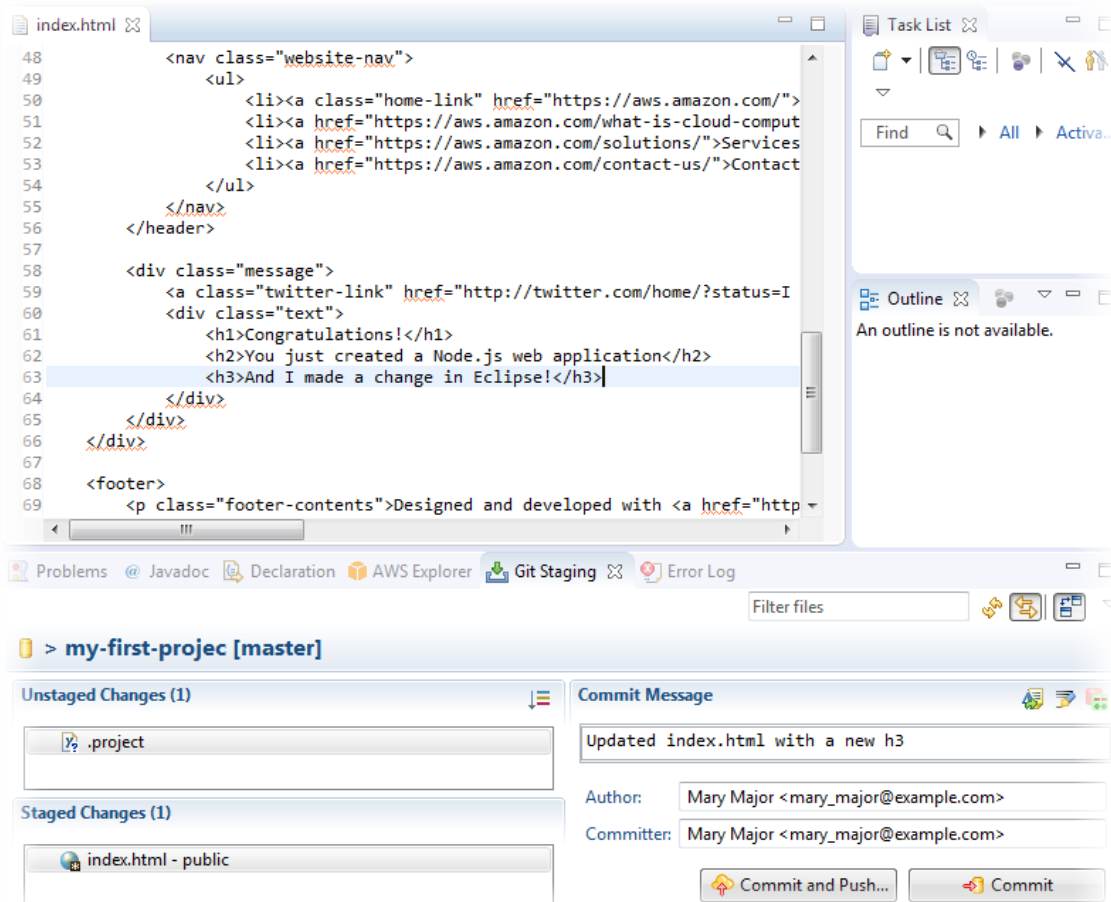 index.html
48 <nav class="website-nav">
49 <ul>
50 <li><a class="home-link" href="https://aws.amazon.com/">
51 <li><a href="https://aws.amazon.com/what-is-cloud-comput
52 <li><a href="https://aws.amazon.com/solutions/">Services
53 <li><a href="https://aws.amazon.com/contact-us/">Contact
54 </ul>
55 </nav>
56 </header>
57
58 <div class="message">
59 <a class="twitter-link" href="http://twitter.com/home/?status=I
60 <div class="text">
61 <h1>Congratulations!</h1>
62 <h2>You just created a Node.js web application</h2>
63 <h3>And I made a change in Eclipse!</h3>
64 </div>
65 </div>
66 </div>
67
68 <footer>
69 <p class="footer-contents">Designed and developed with <a href="http
Task List
Find All Activa...
Outline
An outline is not available.
Problems @ Javadoc Declaration AWS Explorer Git Staging Error Log
Filter files
> my-first-projec [master]
Unstaged Changes (1)
.project
Staged Changes (1)
index.html - public
Commit Message
Updated index.html with a new h3
Author: Mary Major <mary_major@example.com>
Committer: Mary Major <mary_major@example.com>
Commit and Push... Commit